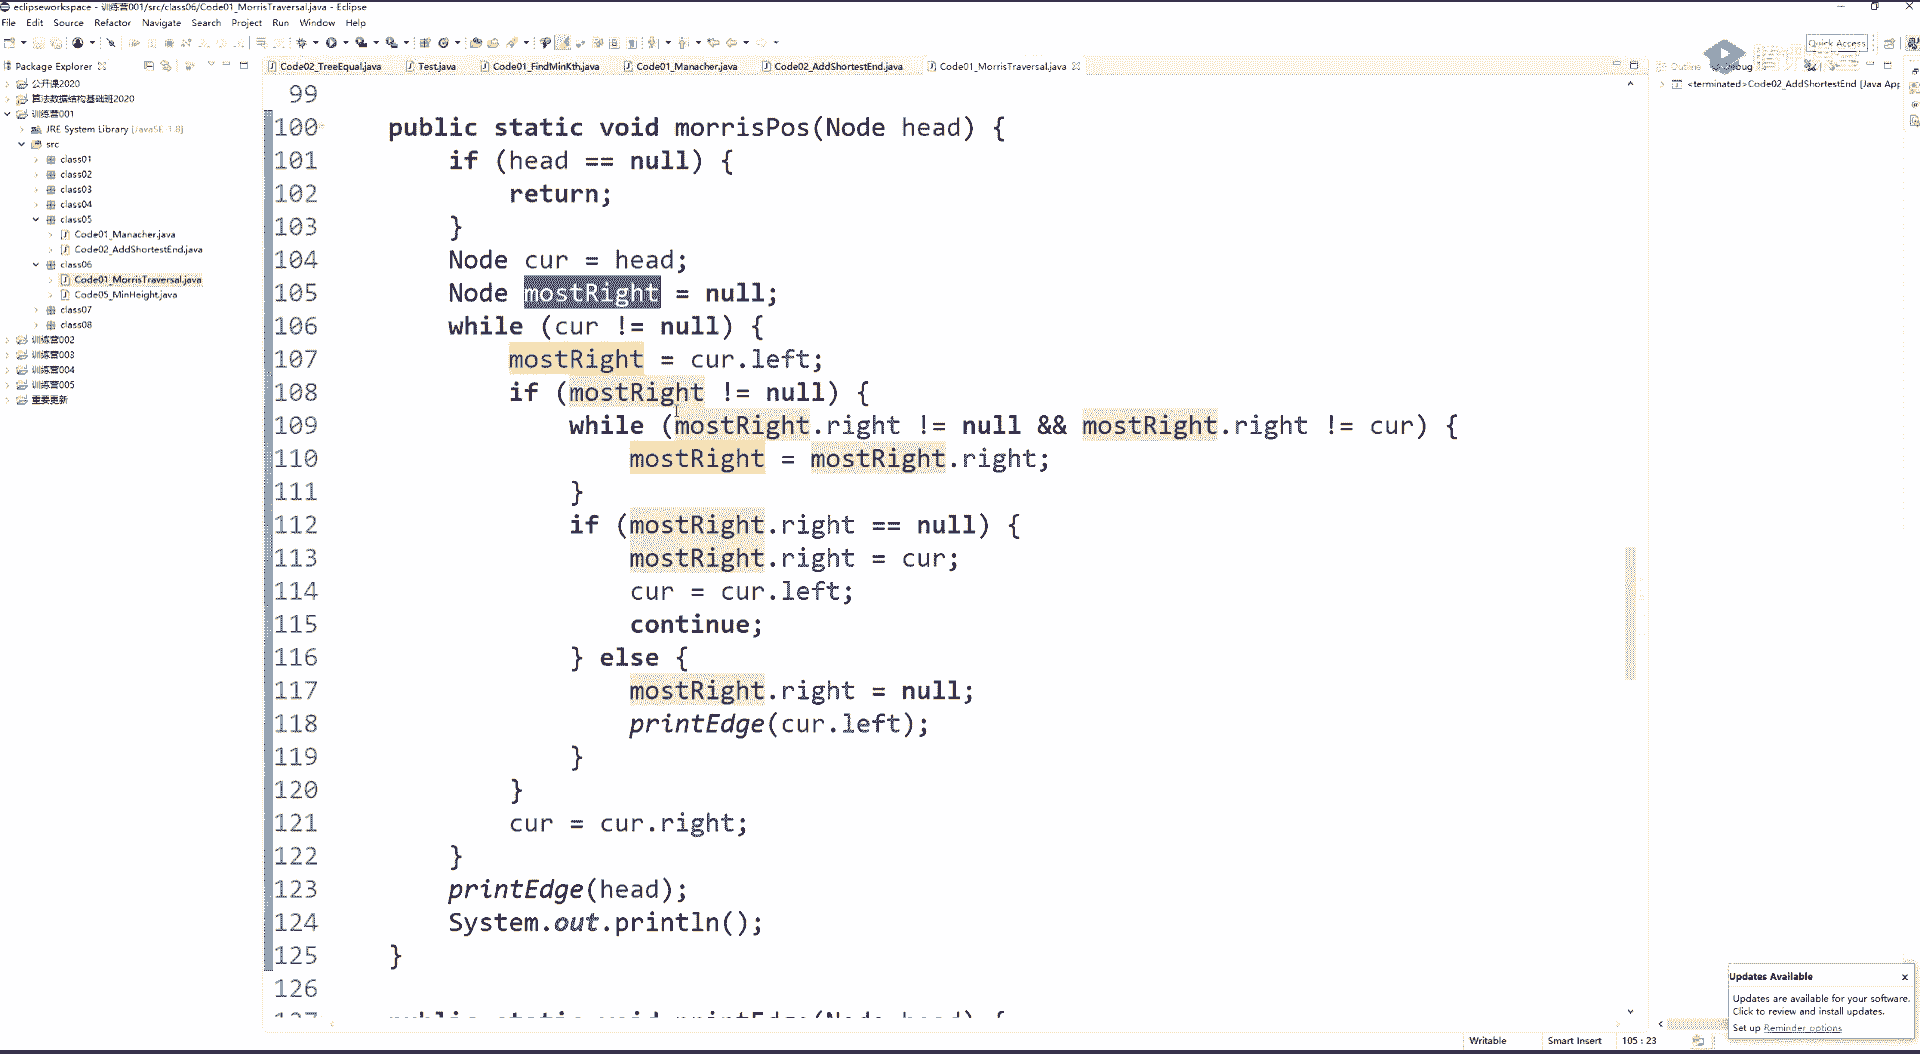 eclipseworkspace - 训练营001/src/class06/Code01_MorrisTraversal.java - Eclipse
File Edit Source Refactor Navigate Search Project Run Window Help
Quick Access
Package Explorer
Code02_TreeEqual.java Test.java Code01_FindMinKth.java Code01_Manacher.java Code02_AddShortestEnd.java Code01_MorrisTraversal.java
Outline Debug
公开课2020
算法数据结构基础班2020
训练营001
JRE System Library [JavaSE-1.8]
src
class01
class02
class03
class04
class05
Code01_Manacher.java
Code02_AddShortestEnd.java
class06
Code01_MorrisTraversal.java
Code05_MinHeight.java
class07
class08
训练营002
训练营003
训练营004
训练营005
重要更新
99
100 public static void morrisPos(Node head) {
101 if (head == null) {
102 return;
103 }
104 Node cur = head;
105 Node mostRight = null;
106 while (cur != null) {
107 mostRight = cur.left;
108 if (mostRight != null) {
109 while (mostRight.right != null && mostRight.right != cur) {
110 mostRight = mostRight.right;
111 }
112 if (mostRight.right == null) {
113 mostRight.right = cur;
114 cur = cur.left;
115 continue;
116 } else {
117 mostRight.right = null;
118 printEdge(cur.left);
119 }
120 }
121 cur = cur.right;
122 }
123 printEdge(head);
124 System.out.println();
125 }
126
127 public static void printEdge(Node head) {
<terminated>Code02_AddShortestEnd [Java App
Updates Available
Updates are available for your software.
Click to review and install updates.
Set up Reminder options
Writable Smart Insert 105 : 23